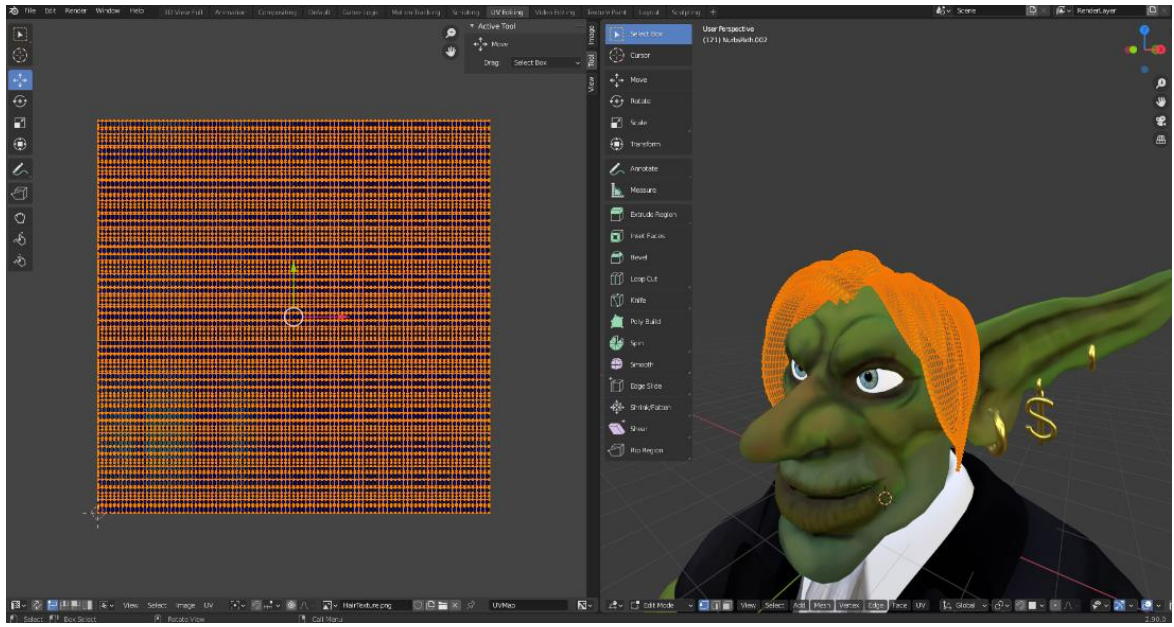 File Edit Render Window Help
3D View Full Animation Compositing Default Game Logic Motion Tracking Scripting UV Editing Video Editing Texture Paint Layout Sculpting +
Scene
RenderLayer
Active Tool
Move
Drag: Select Box
Image
Tool
View
Select Box
Cursor
Move
Rotate
Scale
Transform
Annotate
Measure
Extrude Region
Inset Faces
Bevel
Loop Cut
Knife
Poly Build
Spin
Smooth
Edge Slide
Shrink/Fatten
Shear
Rip Region
User Perspective
(121) NurbsPath.002
$
View Select Image UV
HairTexture.png
UVMap
Edit Mode
View Select Add Mesh Vertex Edge Face UV
Global
Select Box Select Rotate View Call Menu
2.90.0